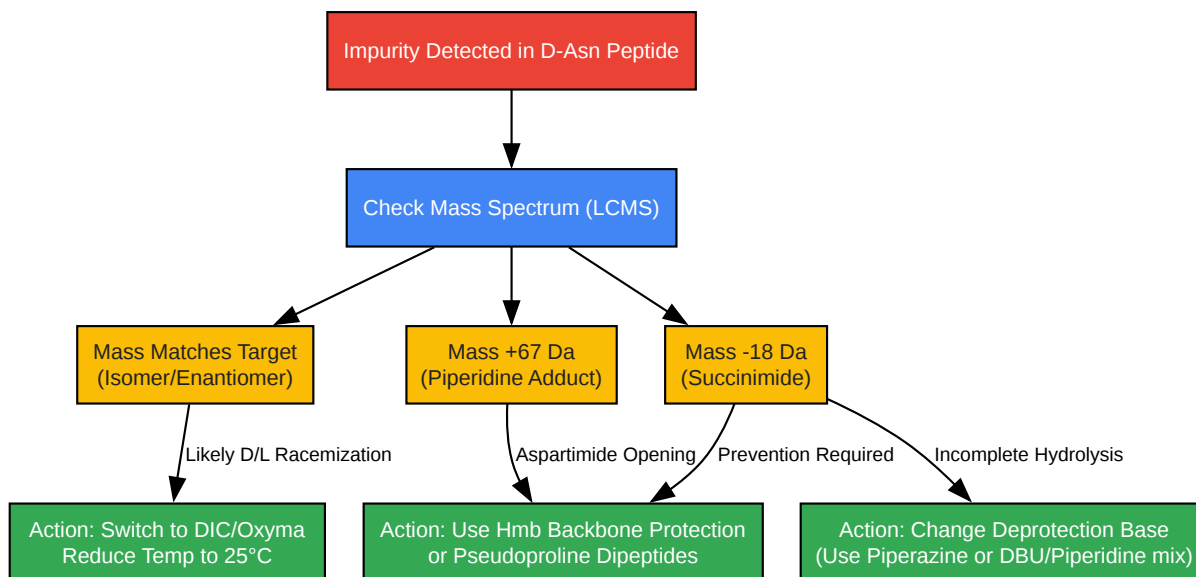 Impurity Detected in D-Asn Peptide
Check Mass Spectrum (LCMS)
Mass Matches Target
(Isomer/Enantiomer)
Mass +67 Da
(Piperidine Adduct)
Mass -18 Da
(Succinimide)
Likely D/L Racemization
Aspartimide Opening
Prevention Required
Incomplete Hydrolysis
Action: Switch to DIC/Oxyma
Reduce Temp to 25°C
Action: Use Hmb Backbone Protection
or Pseudoproline Dipeptides
Action: Change Deprotection Base
(Use Piperazine or DBU/Piperidine mix)